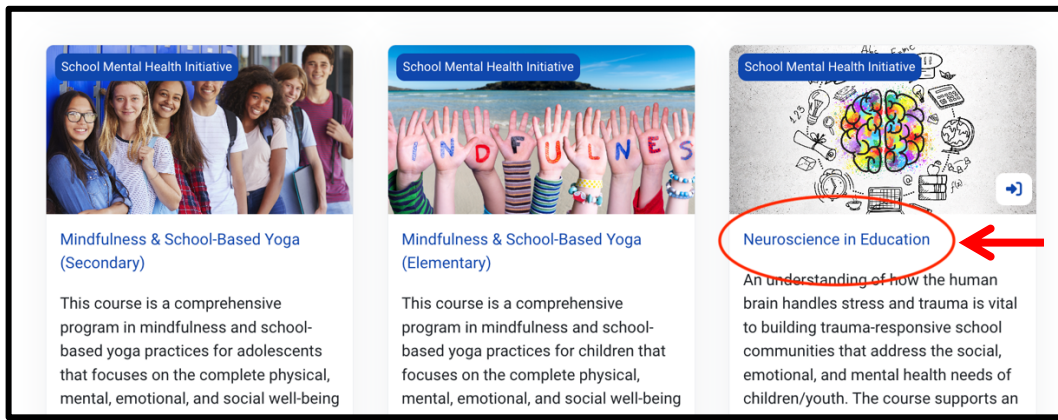 School Mental Health Initiative
Mindfulness & School-Based Yoga
(Secondary)
This course is a comprehensive
program in mindfulness and school-
based yoga practices for adolescents
that focuses on the complete physical,
mental, emotional, and social well-being
School Mental Health Initiative
INDFULNES
Mindfulness & School-Based Yoga
(Elementary)
This course is a comprehensive
program in mindfulness and school-
based yoga practices for children that
focuses on the complete physical,
mental, emotional, and social well-being
School Mental Health Initiative
1,2,3
Neuroscience in Education
An understanding of how the human
brain handles stress and trauma is vital
to building trauma-responsive school
communities that address the social,
emotional, and mental health needs of
children/youth. The course supports an